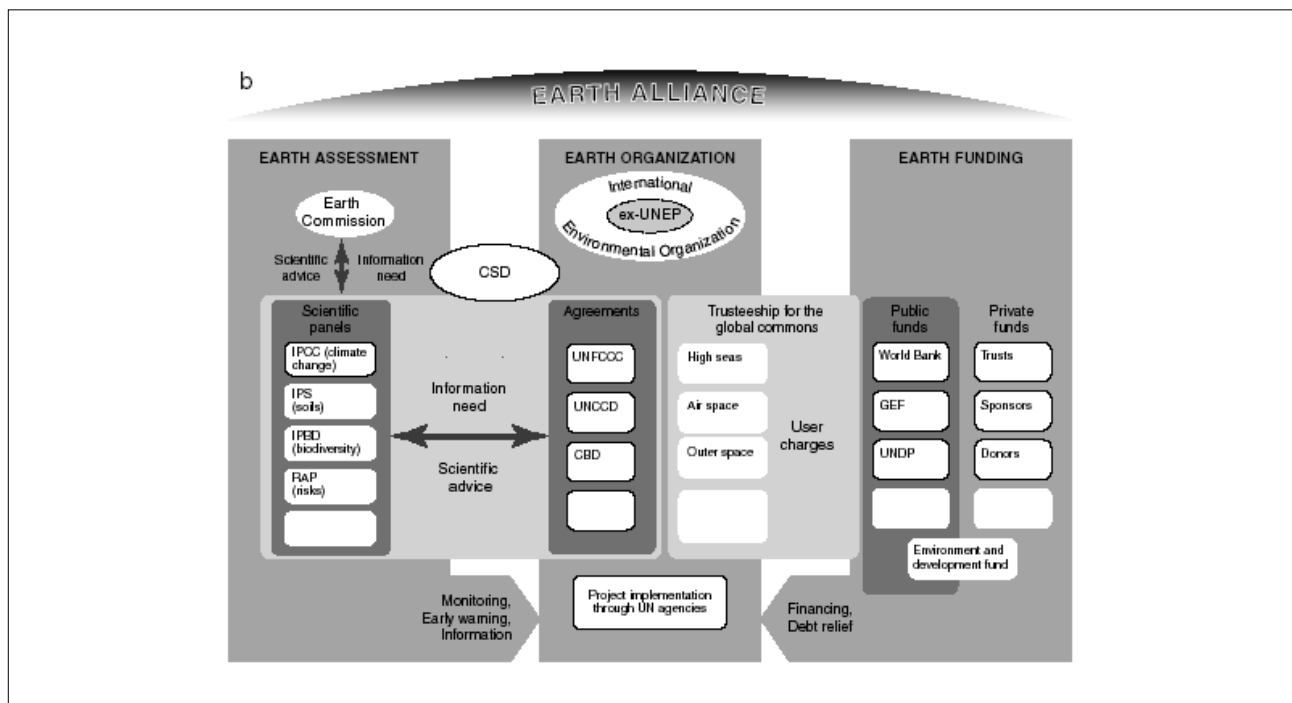 b
EARTH ALLIANCE
EARTH ASSESSMENT
Earth
Commission
Scientific
advice
Information
need
Scientific
panels
IPCC (climate
change)
IPS
(soils)
IPBD
(biodiversity)
RAP
(risks)
CSD
Information
need
Scientific
advice
Monitoring,
Early warning,
Information
EARTH ORGANIZATION
International
ex-UNEP
Environmental Organization
Agreements
UNFCCC
UNCCD
CBD
Trusteeship for the
global commons
High seas
Air space
Outer space
User
charges
Project implementation
through UN agencies
EARTH FUNDING
Public
funds
World Bank
GEF
UNDP
Private
funds
Trusts
Sponsors
Donors
Environment and
development fund
Financing,
Debt relief